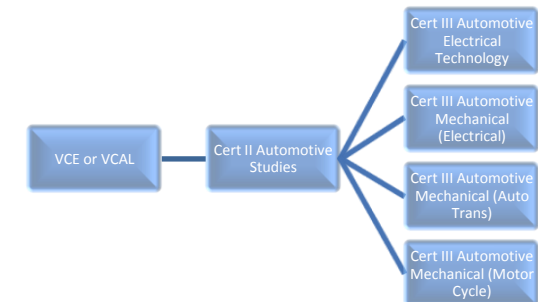 VCE or VCAL
Cert II Automotive
Studies
Cert III Automotive
Electrical
Technology
Cert III Automotive
Mechanical
(Electrical)
Cert III Automotive
Mechanical (Auto
Trans)
Cert III Automotive
Mechanical (Motor
Cycle)